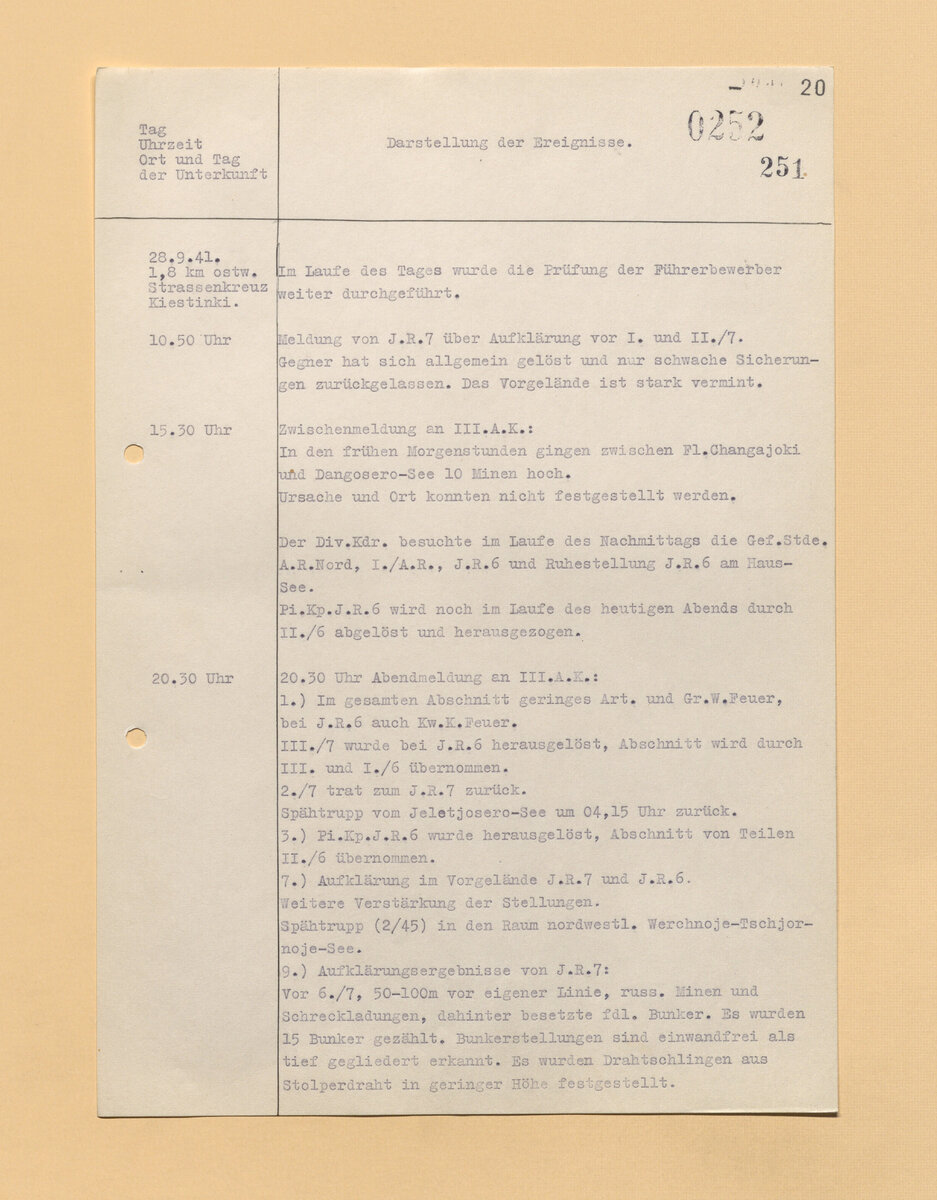 20
0252
251
Tag
Uhrzeit
Ort und Tag
der Unterkunft
Darstellung der Ereignisse.
28.9.41.
1,8 km ostw.
Strassenkreuz
Kiestinki.
Im Laufe des Tages wurde die Prüfung der Führerbewerber
weiter durchgeführt.
10.50 Uhr
Meldung von J.R.7 über Aufklärung vor I. und II./7.
Gegner hat sich allgemein gelöst und nur schwache Sicherun-
gen zurückgelassen. Das Vorgelände ist stark vermint.
15.30 Uhr
Zwischenmeldung an III.A.K.:
In den frühen Morgenstunden gingen zwischen Fl.Changajoki
und Dangosero-See 10 Minen hoch.
Ursache und Ort konnten nicht festgestellt werden.
Der Div.Kdr. besuchte im Laufe des Nachmittags die Gef.Stde.
A.R.Nord, I./A.R., J.R.6 und Ruhestellung J.R.6 am Haus-
See.
Pi.Kp.J.R.6 wird noch im Laufe des heutigen Abends durch
II./6 abgelöst und herausgezogen.
20.30 Uhr
20.30 Uhr Abendmeldung an III.A.K.:
1.) Im gesamten Abschnitt geringes Art. und Gr.W.Feuer,
bei J.R.6 auch Kw.K.Feuer.
III./7 wurde bei J.R.6 herausgelöst, Abschnitt wird durch
III. und I./6 übernommen.
2./7 trat zum J.R.7 zurück.
Spähtrupp vom Jeletjosero-See um 04,15 Uhr zurück.
3.) Pi.Kp.J.R.6 wurde herausgelöst, Abschnitt von Teilen
II./6 übernommen.
7.) Aufklärung im Vorgelände J.R.7 und J.R.6.
Weitere Verstärkung der Stellungen.
Spähtrupp (2/45) in den Raum nordwestl. Werchnoje-Tschjor-
noje-See.
9.) Aufklärungsergebnisse von J.R.7:
Vor 6./7, 50-100m vor eigener Linie, russ. Minen und
Schreckladungen, dahinter besetzte fdl. Bunker. Es wurden
15 Bunker gezählt. Bunkerstellungen sind einwandfrei als
tief gegliedert erkannt. Es wurden Drahtschlingen aus
Stolperdraht in geringer Höhe festgestellt.